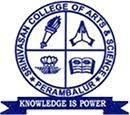 SRINIVASAN COLLEGE OF ARTS & SCIENCE
PERAMBALUR
KNOWLEDGE IS POWER